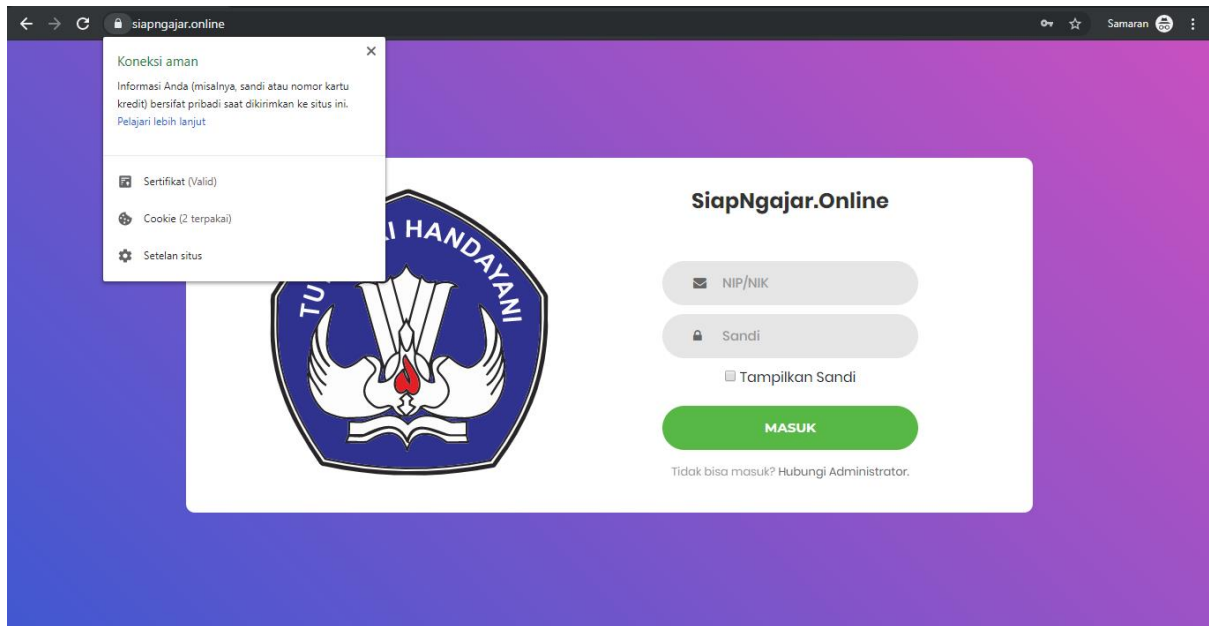 siapngajar.online
Samaran
Koneksi aman
Informasi Anda (misalnya, sandi atau nomor kartu
kredit) bersifat pribadi saat dikirimkan ke situs ini.
Pelajari lebih lanjut
Sertifikat (Valid)
Cookie (2 terpakai)
Setelan situs
I HANDAYANI
TU
SiapNgajar.Online
NIP/NIK
Sandi
Tampilkan Sandi
MASUK
Tidak bisa masuk? Hubungi Administrator.